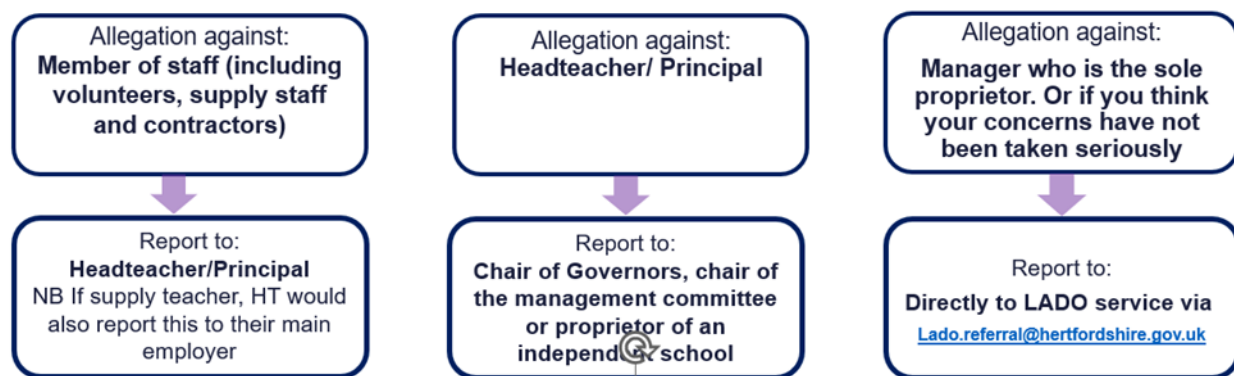 Allegation against:
Member of staff (including
volunteers, supply staff
and contractors)
Report to:
Headteacher/Principal
NB If supply teacher, HT would
also report this to their main
employer
Allegation against:
Headteacher/ Principal
Report to:
Chair of Governors, chair of
the management committee
or proprietor of an
independent school
Allegation against:
Manager who is the sole
proprietor. Or if you think
your concerns have not
been taken seriously
Report to:
Directly to LADO service via
Lado.referral@hertfordshire.gov.uk